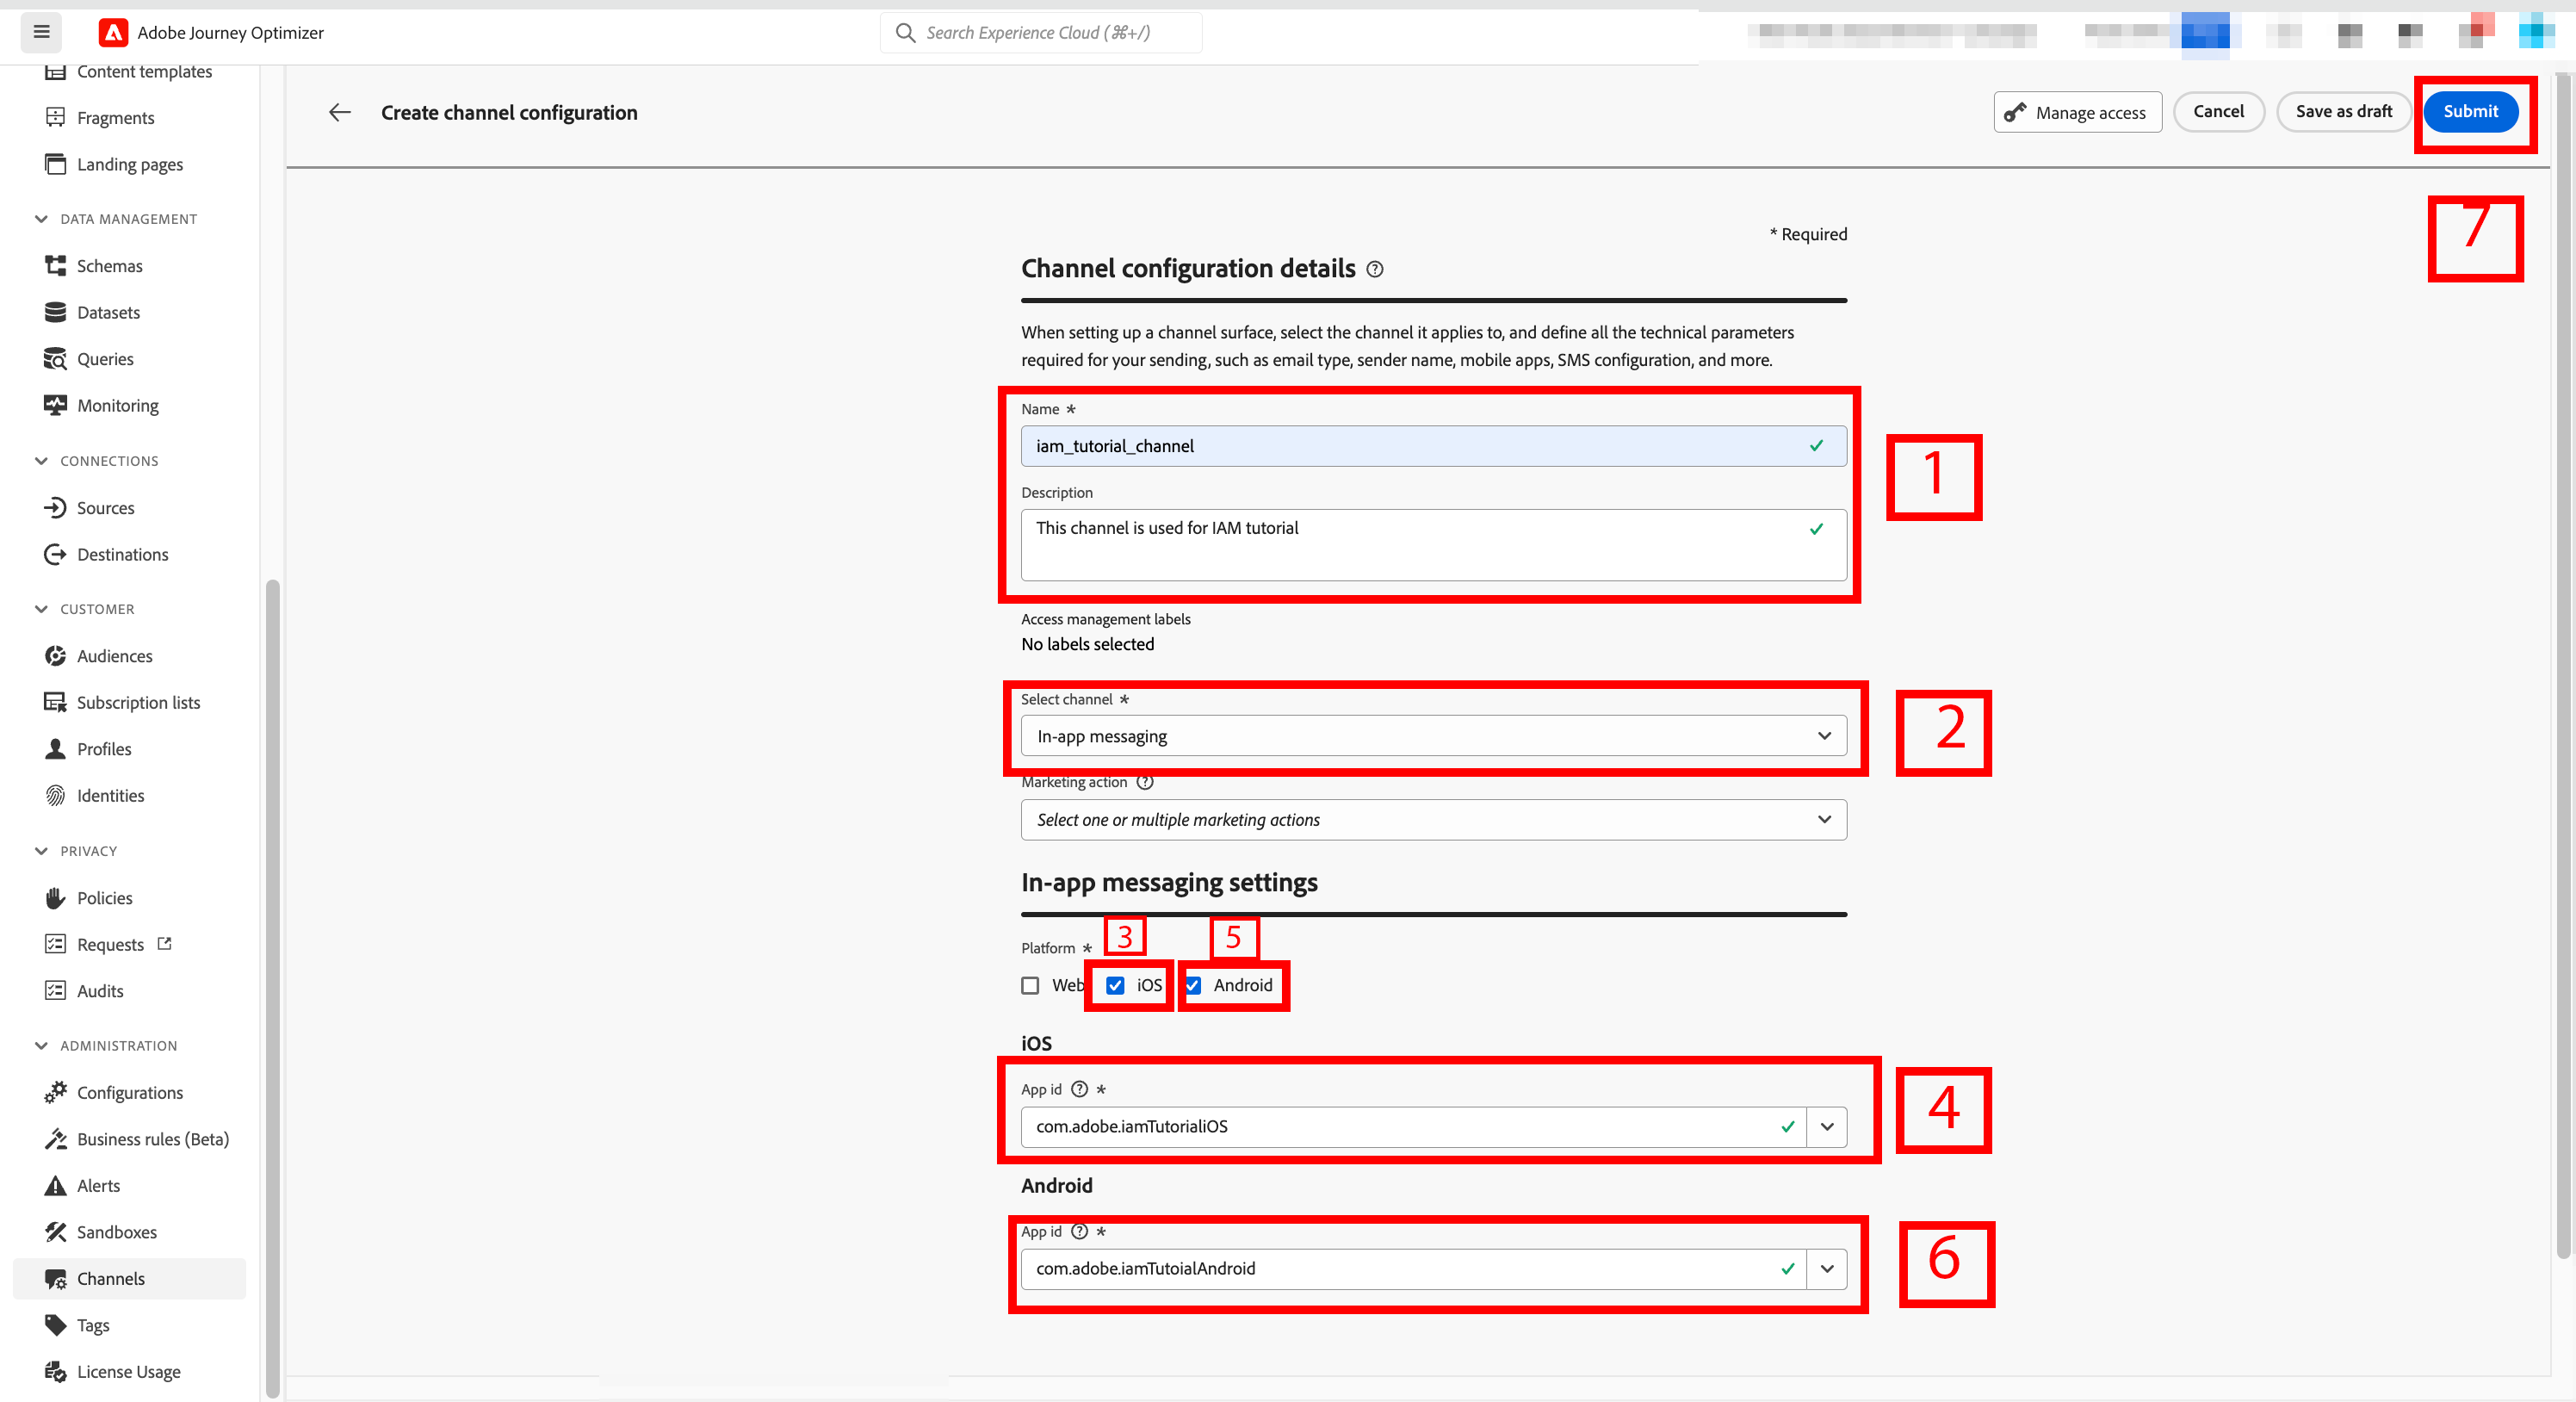 Adobe Journey Optimizer
Search Experience Cloud (⌘+/)
Content templates
Fragments
Landing pages
DATA MANAGEMENT
Schemas
Datasets
Queries
Monitoring
CONNECTIONS
Sources
Destinations
CUSTOMER
Audiences
Subscription lists
Profiles
Identities
PRIVACY
Policies
Requests
Audits
ADMINISTRATION
Configurations
Business rules (Beta)
Alerts
Sandboxes
Channels
Tags
License Usage
Create channel configuration
Manage access
Cancel
Save as draft
Submit
7
* Required
Channel configuration details
When setting up a channel surface, select the channel it applies to, and define all the technical parameters
required for your sending, such as email type, sender name, mobile apps, SMS configuration, and more.
Name *
iam_tutorial_channel
1
Description
This channel is used for IAM tutorial
Access management labels
No labels selected
Select channel *
In-app messaging
2
Marketing action
Select one or multiple marketing actions
In-app messaging settings
3
5
Platform *
Web
iOS
Android
iOS
App id *
com.adobe.iamTutorialiOS
4
Android
App id *
com.adobe.iamTutoialAndroid
6